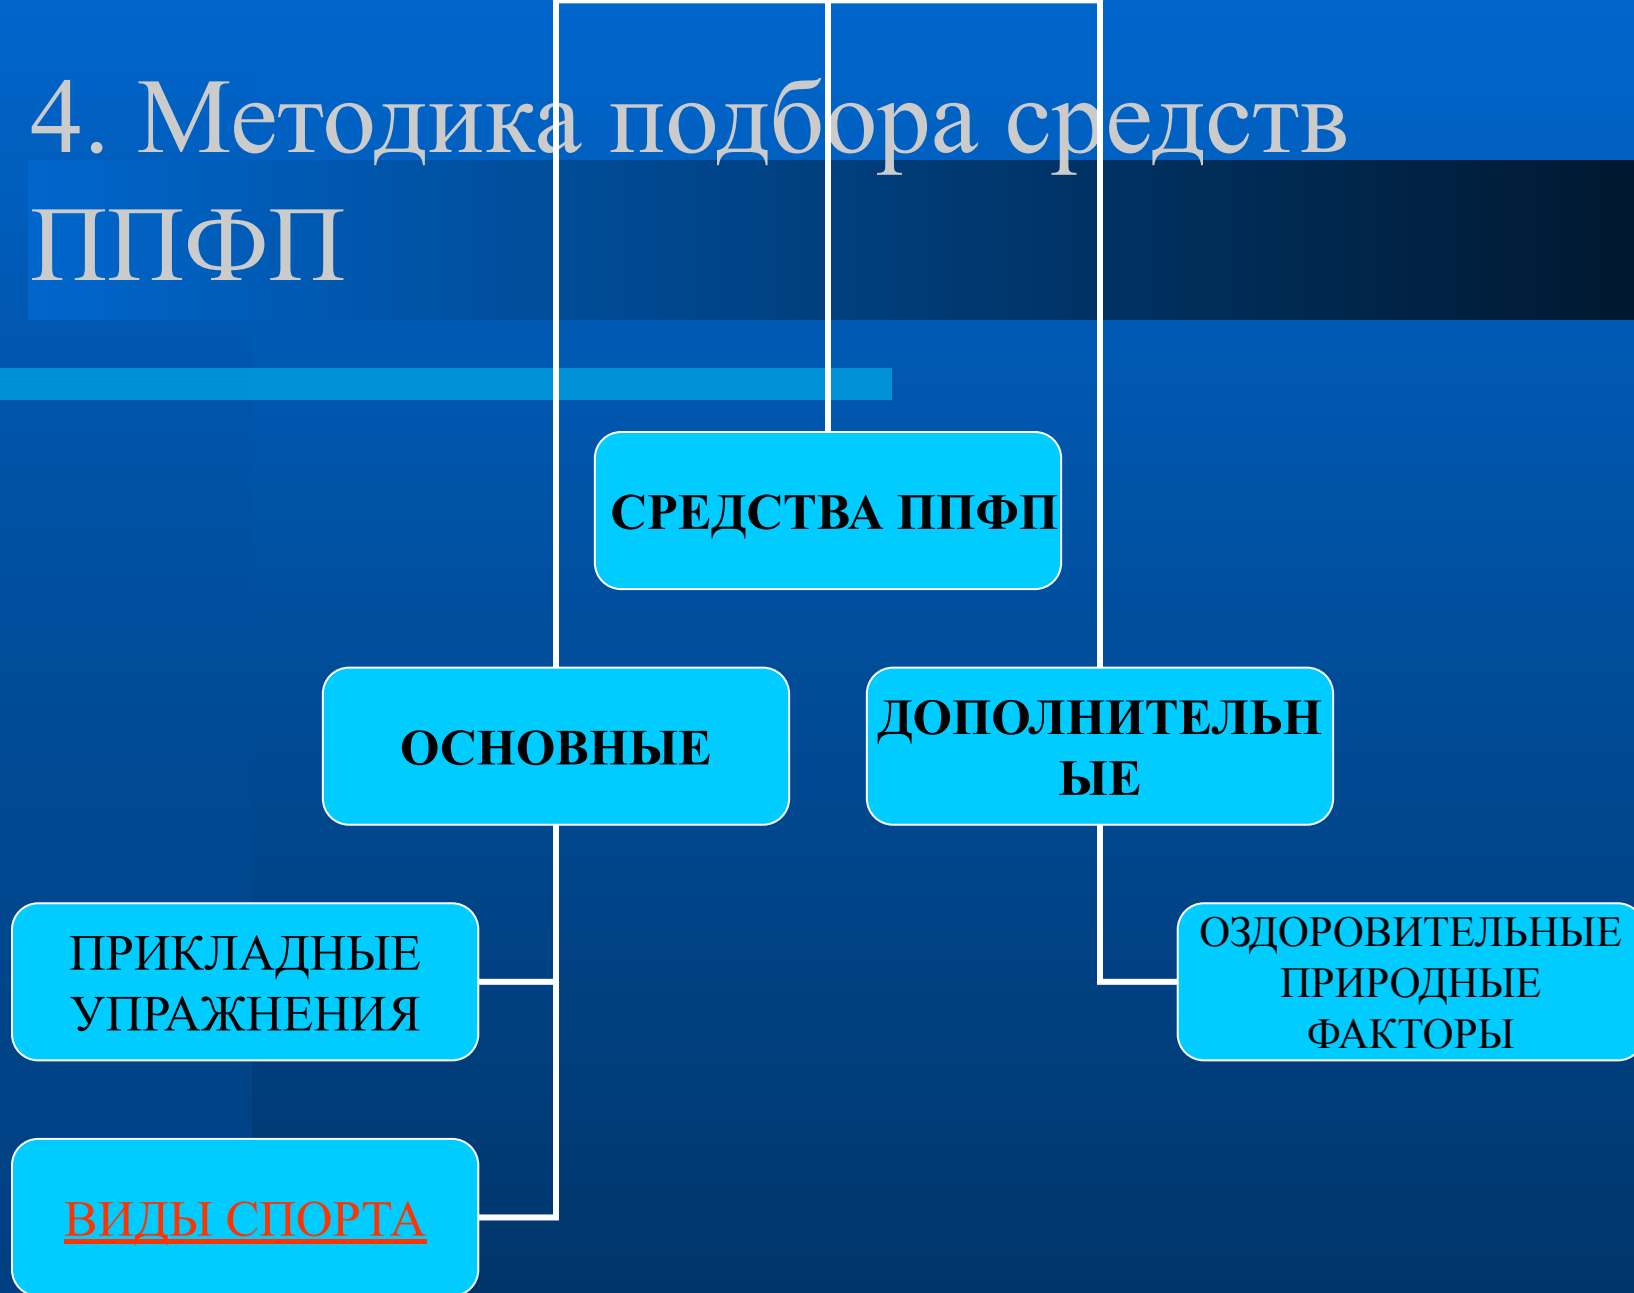 4. Методика подбора средств
ППФП
СРЕДСТВА ППФП
ОСНОВНЫЕ
ДОПОЛНИТЕЛЬН
ЫЕ
ПРИКЛАДНЫЕ
УПРАЖНЕНИЯ
ОЗДОРОВИТЕЛЬНЫЕ
ПРИРОДНЫЕ
ФАКТОРЫ
ВИДЫ СПОРТА